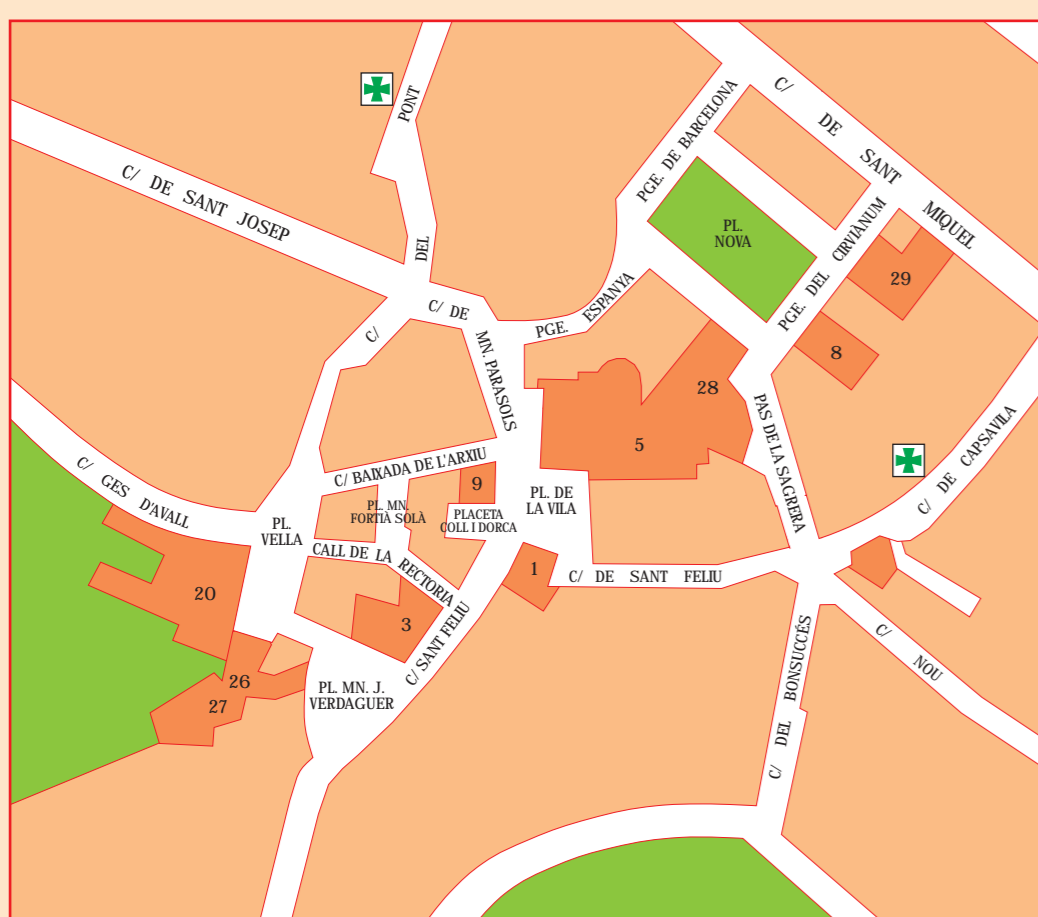 C/ DEL PONT
C/ DE SANT JOSEP
C/ DE SANT MIQUEL
PGE. DE BARCELONA
PL.
NOVA
PGE. DEL CIRVIÀNUM
29
8
C/ DE MN. PARASOLS
PGE. ESPANYA
28
5
PAS DE LA SAGRERA
C/ DE CAPSAVILA
C/ GES D'AVALL
C/ BAIXADA DE L'ARXIU
9
PL. MN.
FORTIÀ SOLÀ
PLACETA
COLL I DORCA
PL. DE
LA VILA
PL.
VELLA
CALL DE LA RECTORIA
1
C/ DE SANT FELIU
20
3
C/ SANT FELIU
C/ DEL BONSUCCÉS
C/ NOU
26
27
PL. MN. J.
VERDAGUER